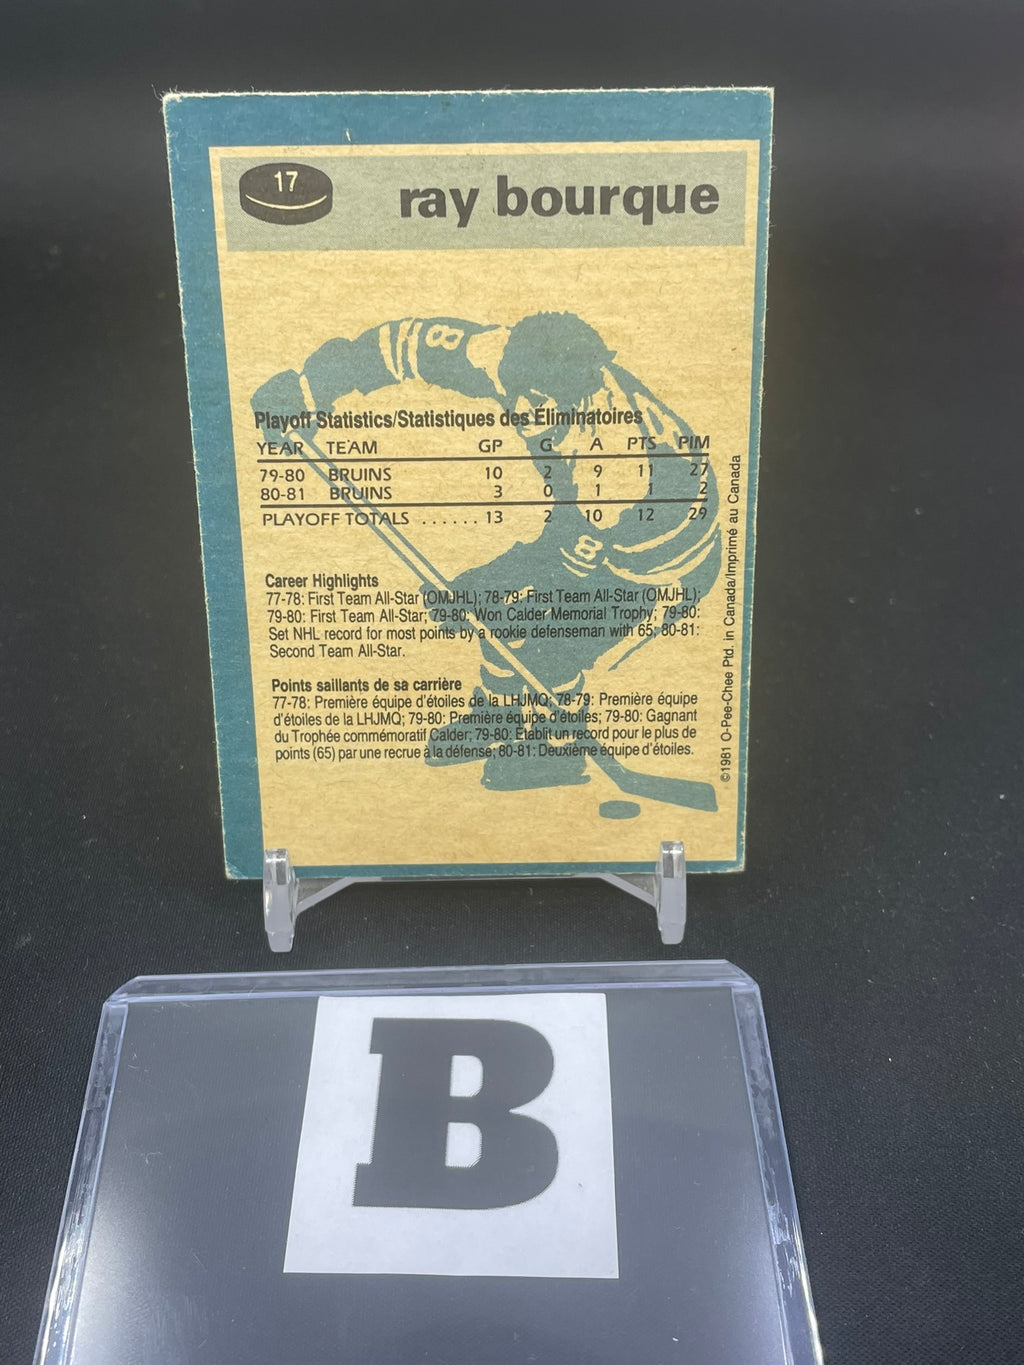 17
ray bourque
8
Playoff Statistics/Statistiques des Éliminatoires
YEAR TEAM GP G A PTS PIM
79-80 BRUINS 10 2 9 11 27
80-81 BRUINS 3 0 1 1 2
PLAYOFF TOTALS ...... 13 2 10 12 29
8
Career Highlights
77-78: First Team All-Star (OMJHL); 78-79: First Team All-Star (OMJHL);
79-80: First Team All-Star; 79-80: Won Calder Memorial Trophy; 79-80:
Set NHL record for most points by a rookie defenseman with 65; 80-81:
Second Team All-Star.
Points saillants de sa carrière
77-78: Première équipe d'étoiles de la LHJMQ; 78-79: Première équipe
d'étoiles de la LHJMQ; 79-80: Première équipe d'étoiles; 79-80: Gagnant
du Trophée commémoratif Calder; 79-80: Établit un record pour le plus de
points (65) par une recrue à la défense; 80-81: Deuxième équipe d'étoiles.
©1981 O-Pee-Chee Ptd. in Canada/Imprimé au Canada
B